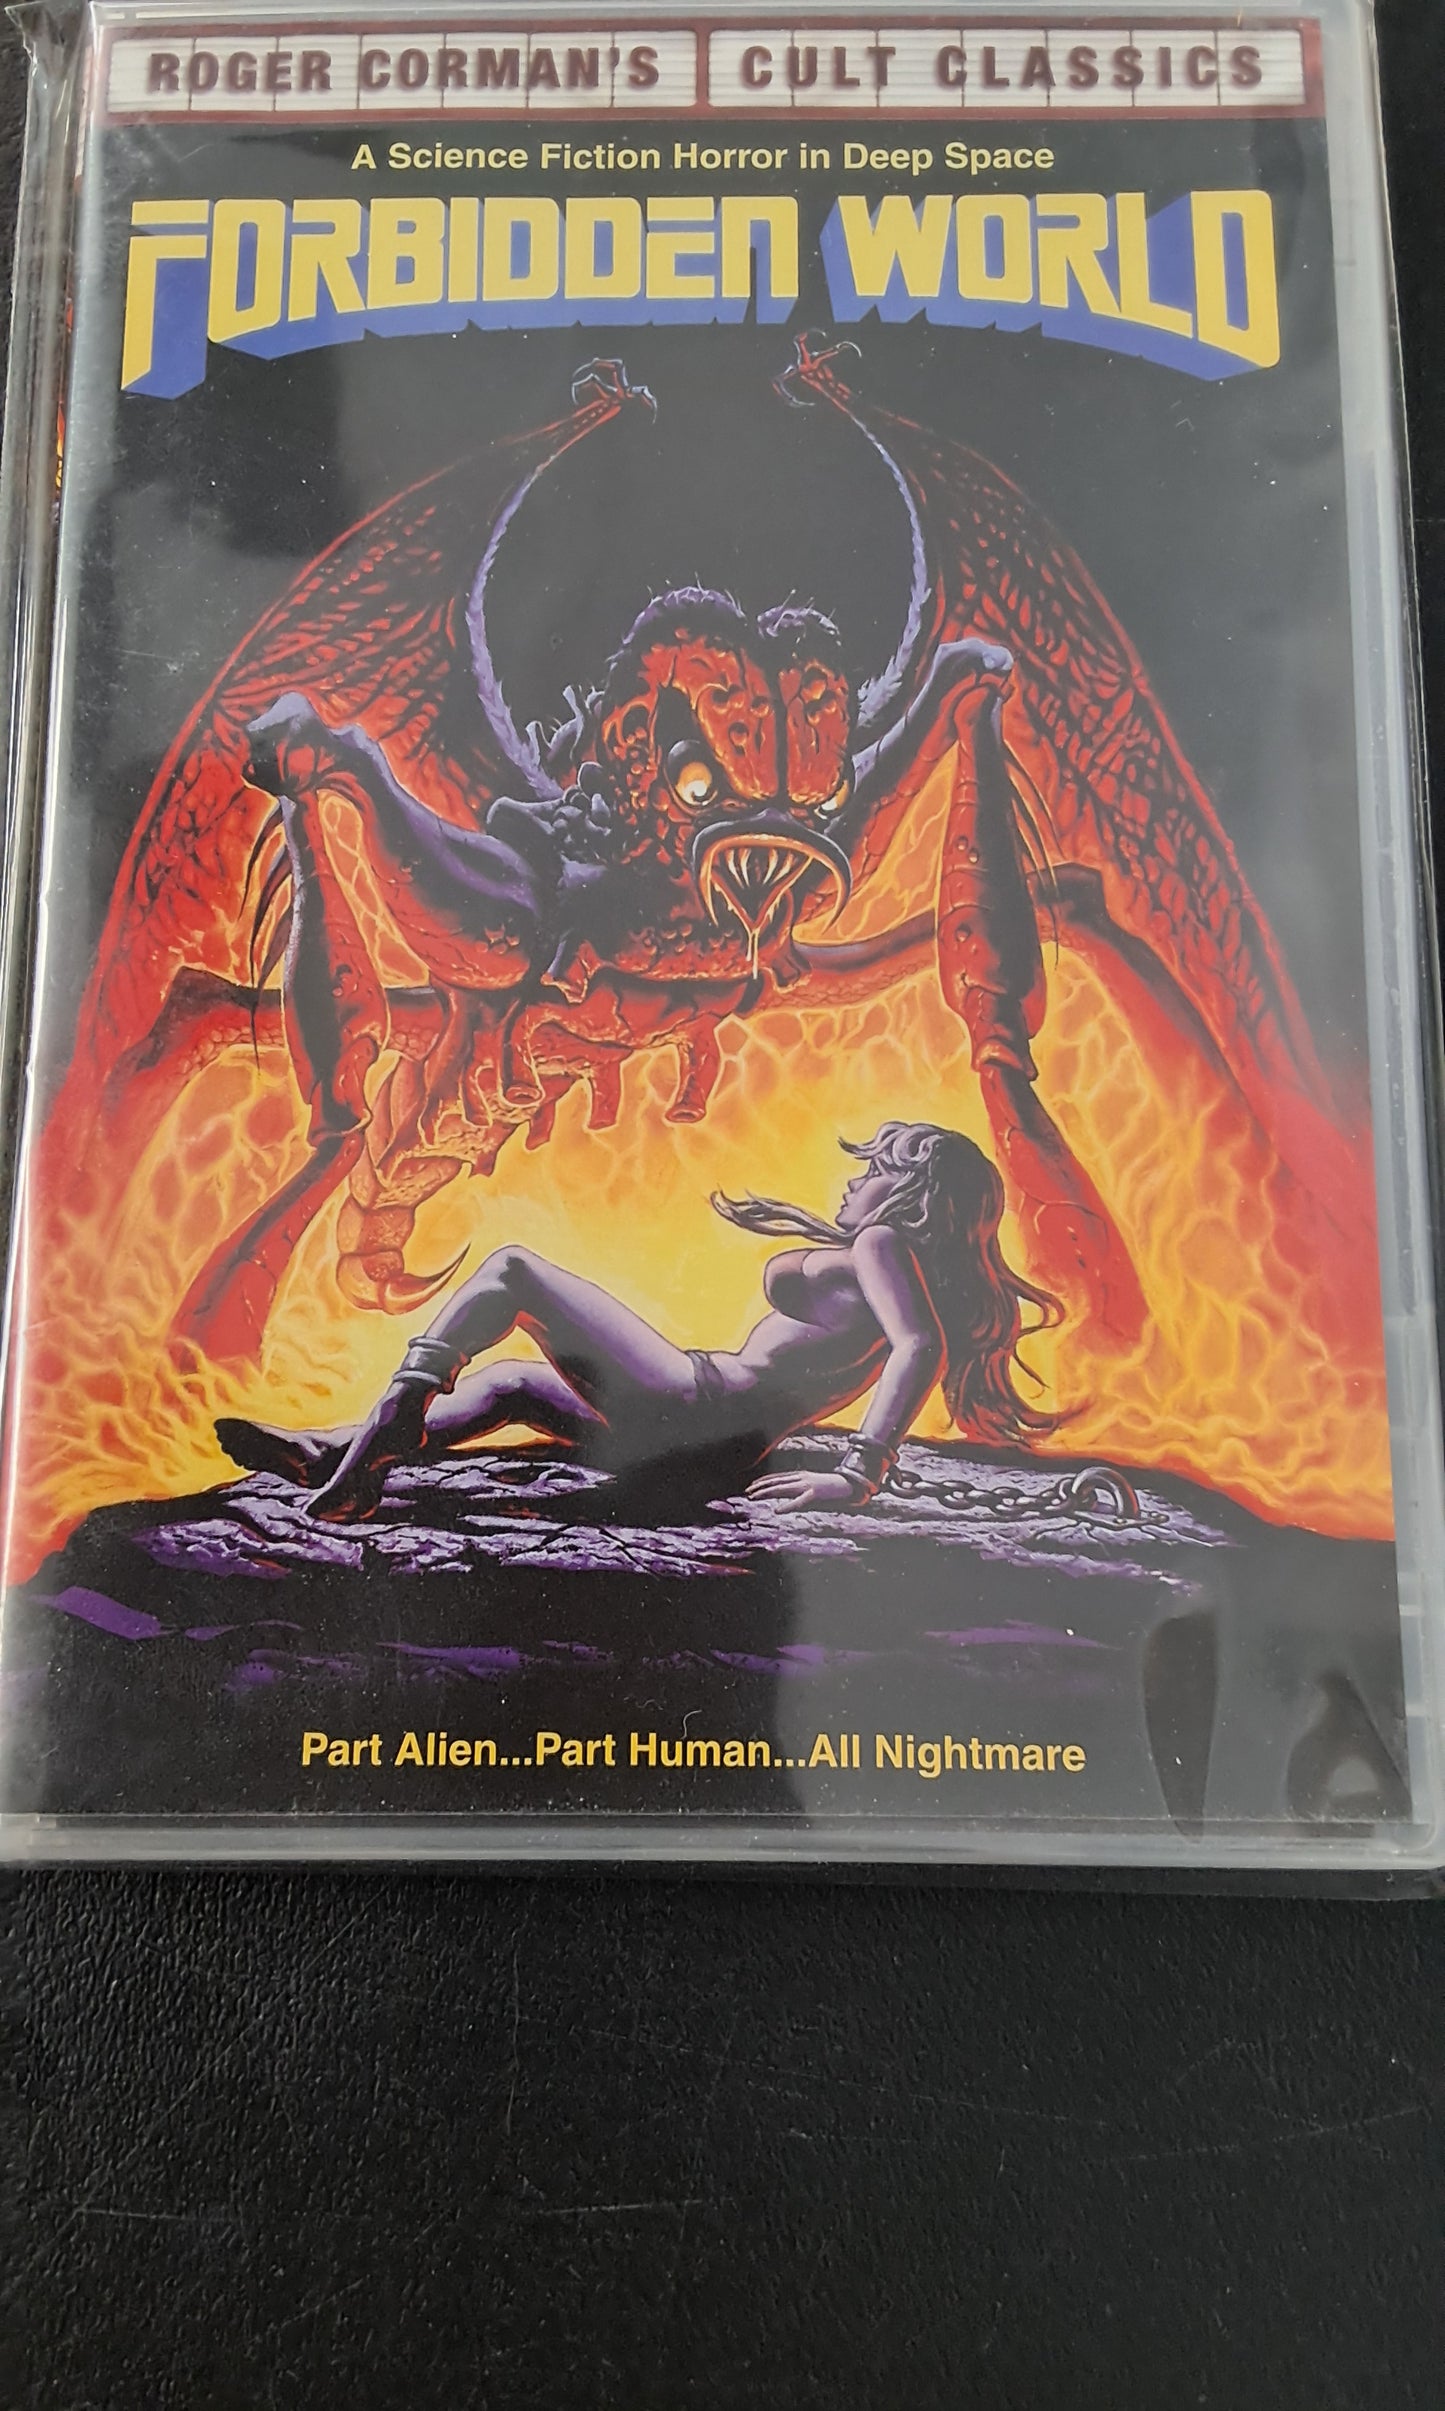 ROGER CORMAN'S CULT CLASSICS
A Science Fiction Horror in Deep Space
FORBIDDEN WORLD
Part Alien...Part Human...All Nightmare